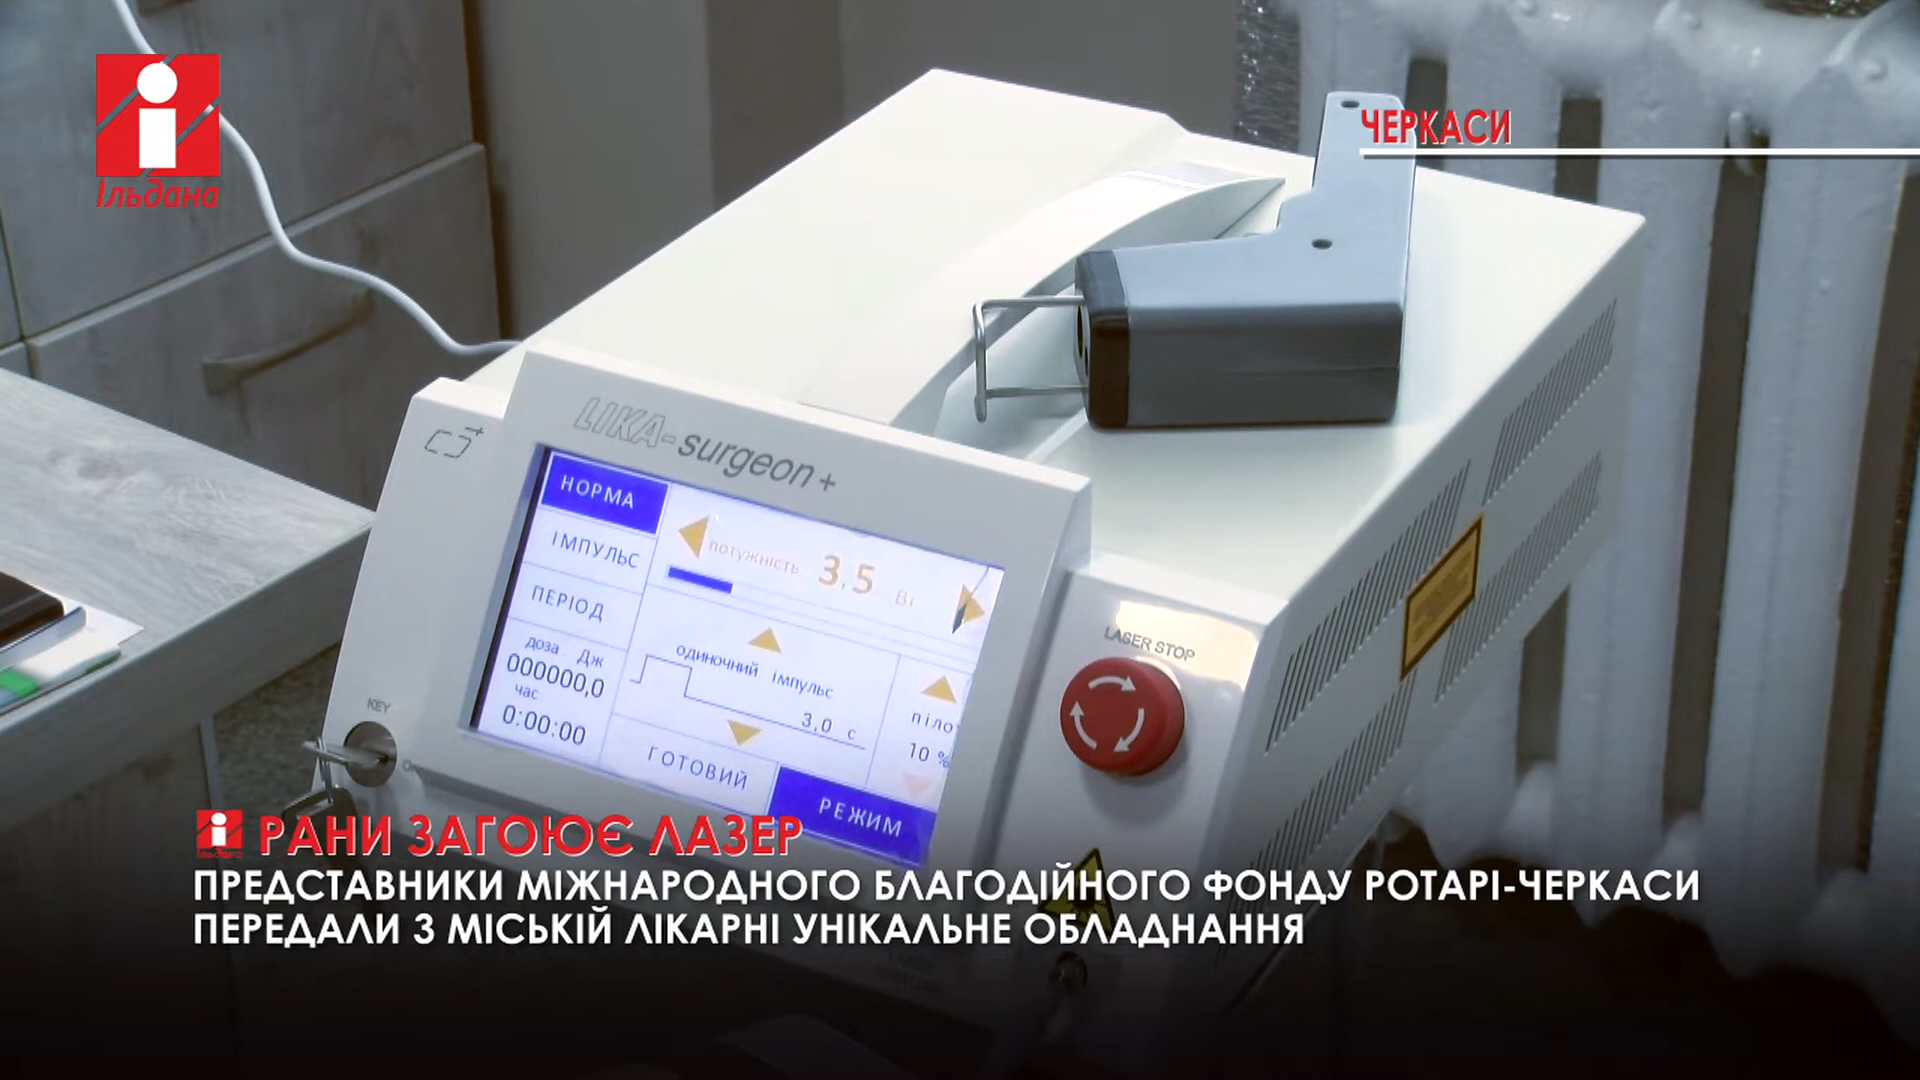 Ільдана
ЧЕРКАСИ
LIKA-surgeon+
НОРМА
ІМПУЛЬС
ПЕРІОД
доза Дж
000000,0
час
0:00:00
потужність 3,5 Вт
одиночний імпульс
3,0 с
10 %
ГОТОВИЙ
РЕЖИМ
LASER STOP
KEY
Ільдана
РАНИ ЗАГОЮЄ ЛАЗЕР
ПРЕДСТАВНИКИ МІЖНАРОДНОГО БЛАГОДІЙНОГО ФОНДУ РОТАРІ-ЧЕРКАСИ
ПЕРЕДАЛИ 3 МІСЬКІЙ ЛІКАРНІ УНІКАЛЬНЕ ОБЛАДНАННЯ